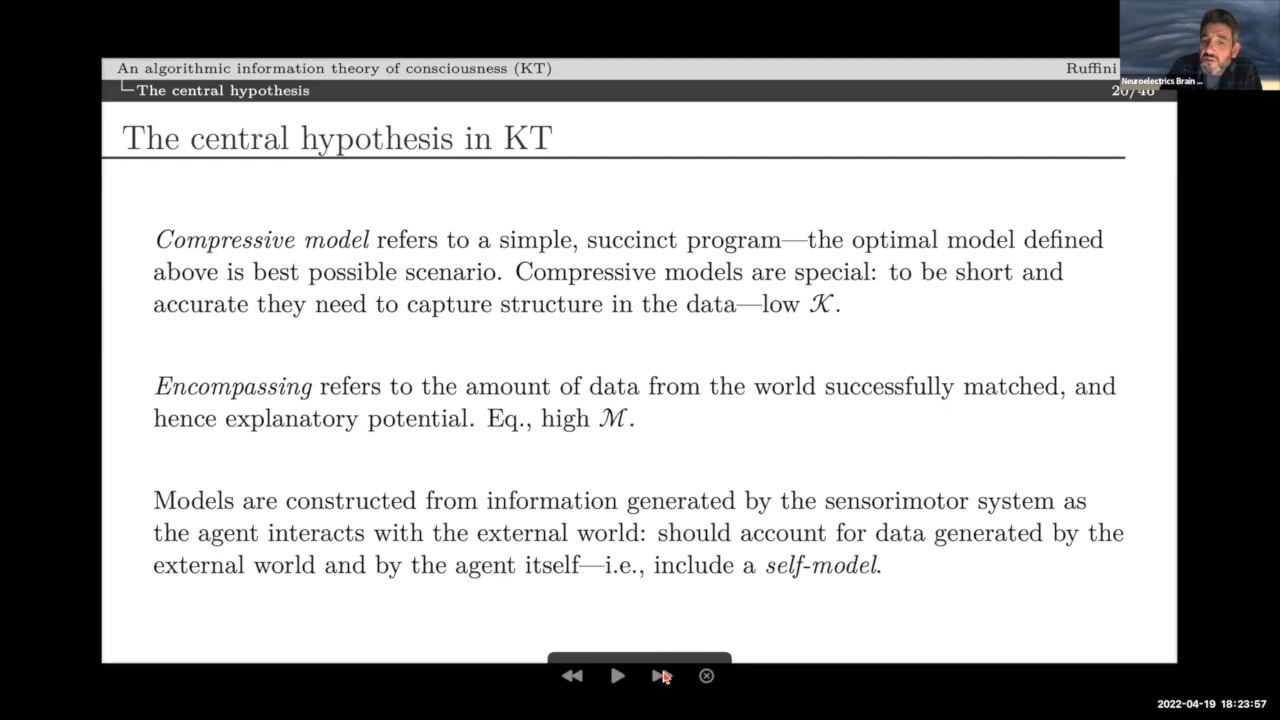 An algorithmic information theory of consciousness (KT) Ruffini
The central hypothesis 20/46
Neuroelectrics Brain ...
The central hypothesis in KT
Compressive model refers to a simple, succinct program—the optimal model defined
above is best possible scenario. Compressive models are special: to be short and
accurate they need to capture structure in the data—low 𝒦.
Encompassing refers to the amount of data from the world successfully matched, and
hence explanatory potential. Eq., high ℳ.
Models are constructed from information generated by the sensorimotor system as
the agent interacts with the external world: should account for data generated by the
external world and by the agent itself—i.e., include a self-model.
2022-04-19 18:23:57